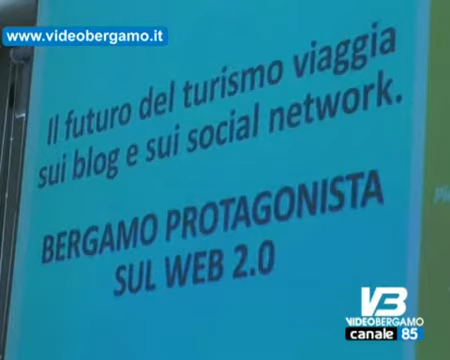 www.videobergamo.it
Il futuro del turismo viaggia
sui blog e sui social network.
BERGAMO PROTAGONISTA
SUL WEB 2.0
VB
VIDEOBERGAMO
canale 85